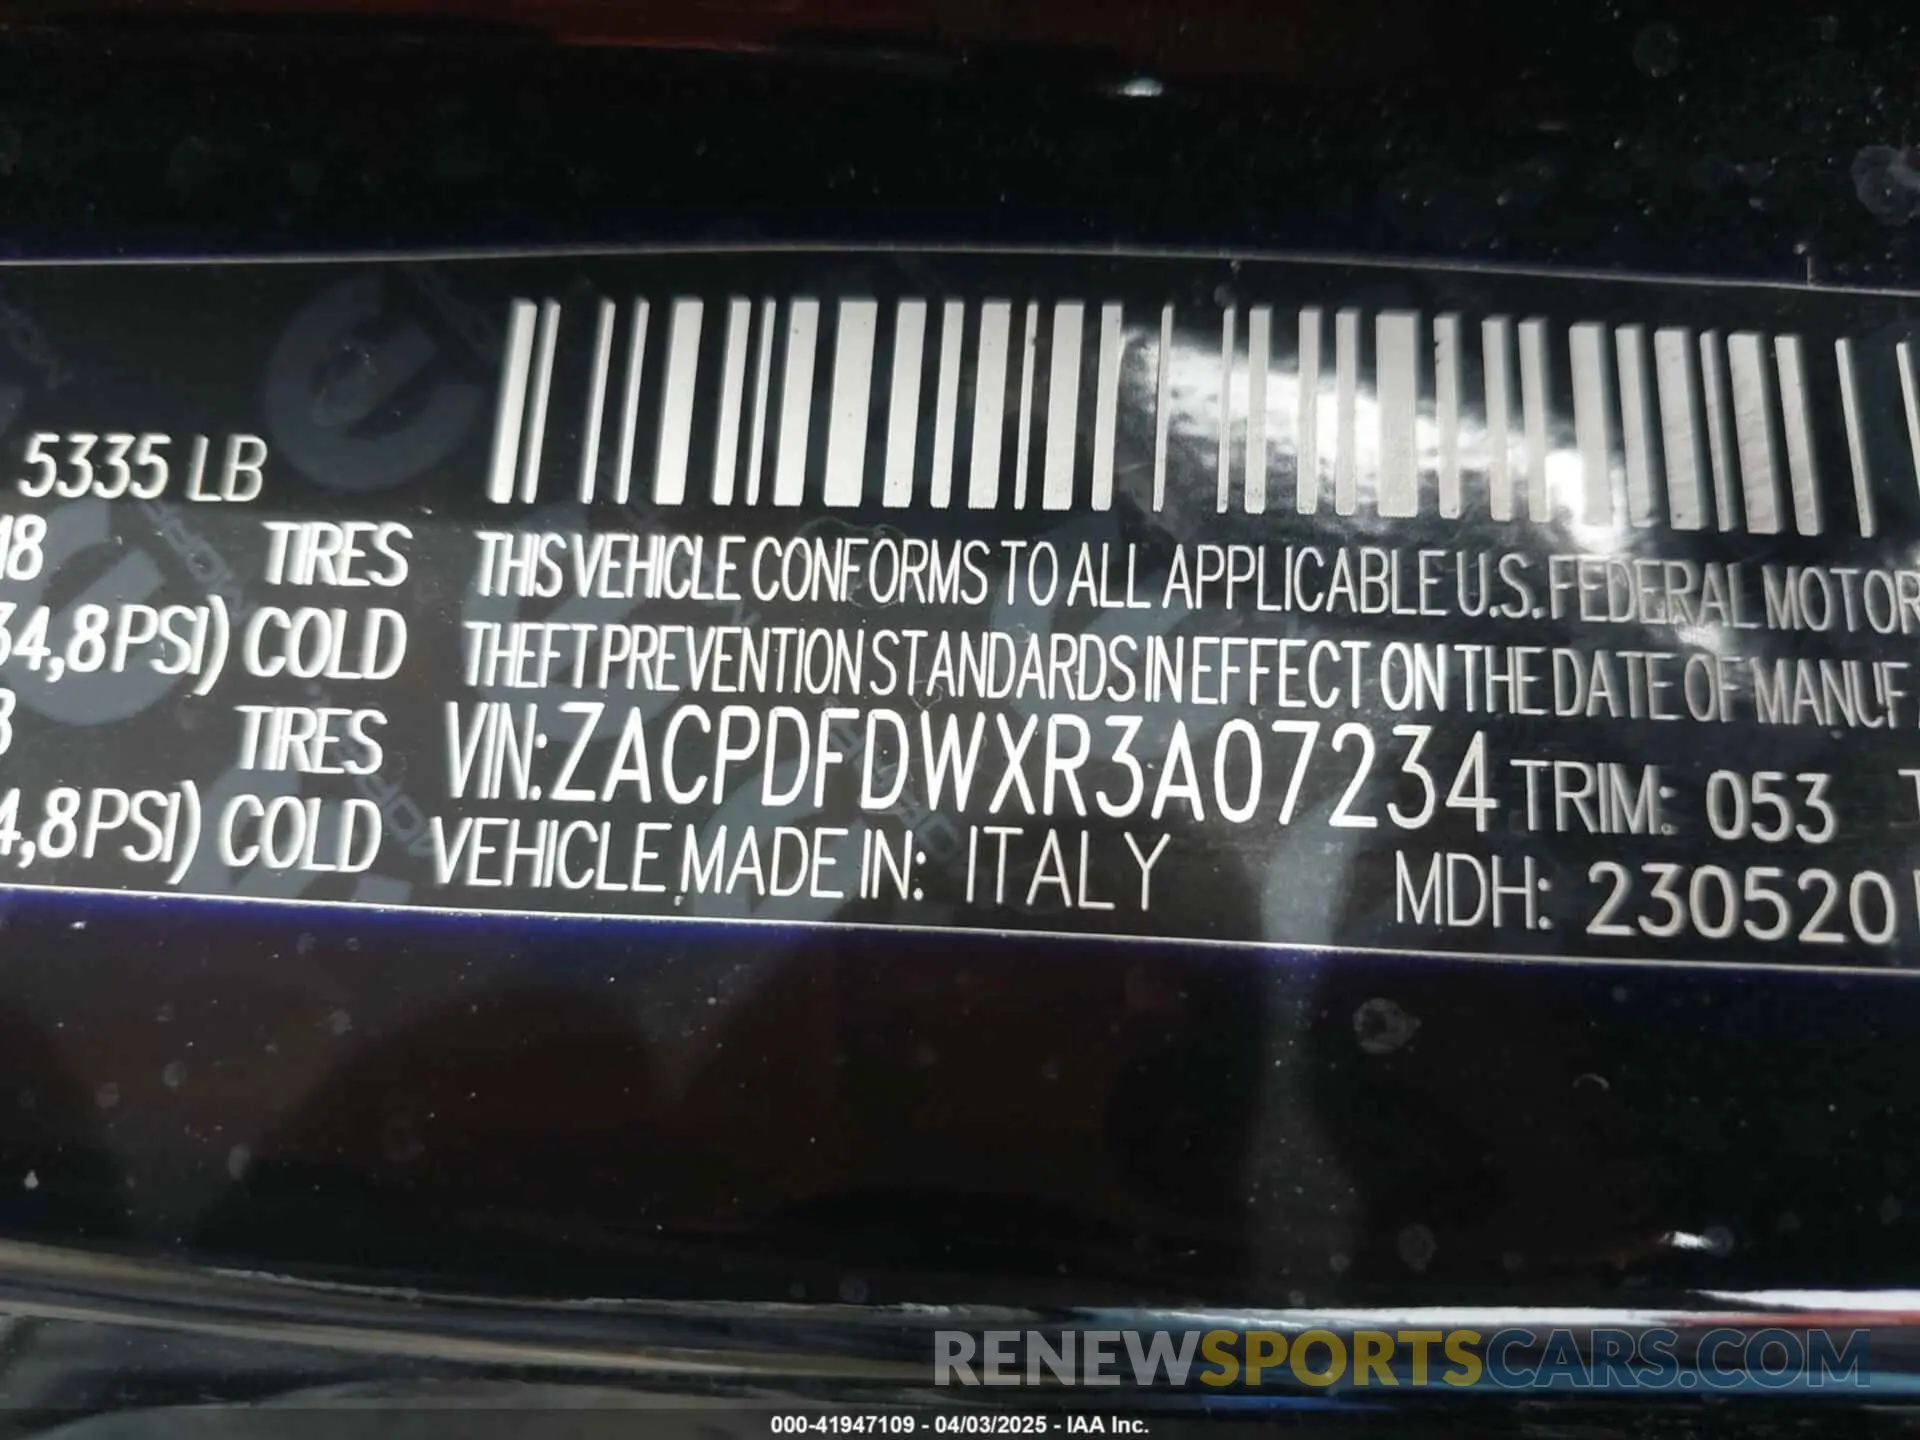 5335 LB
18 TIRES
34,8PSI) COLD
TIRES
4,8PSI) COLD
THIS VEHICLE CONFORMS TO ALL APPLICABLE U.S. FEDERAL MOTOR
THEFT PREVENTION STANDARDS IN EFFECT ON THE DATE OF MANUF
VIN: ZACPDFDWXR3A07234 TRIM: 053
VEHICLE MADE IN: ITALY
MDH: 230520
RENEWSPORTSCARS.COM
000-41947109 - 04/03/2025 - IAA Inc.